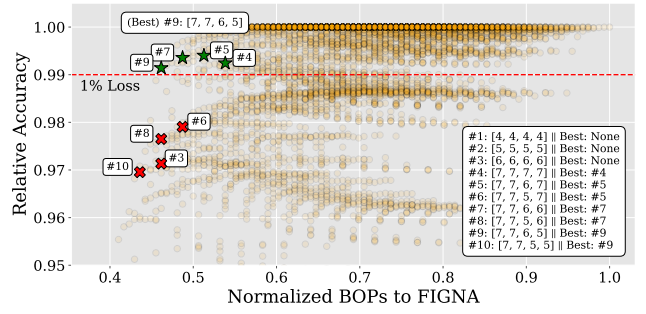 1.00
0.99
0.98
0.97
0.96
0.95
Relative Accuracy
(Best) #9: [7, 7, 6, 5]
#7
#5
#9
#4
1% Loss
#6
#8
#3
#10
#1: [4, 4, 4, 4] ∥ Best: None
#2: [5, 5, 5, 5] ∥ Best: None
#3: [6, 6, 6, 6] ∥ Best: None
#4: [7, 7, 7, 7] ∥ Best: #4
#5: [7, 7, 6, 7] ∥ Best: #5
#6: [7, 7, 5, 7] ∥ Best: #5
#7: [7, 7, 6, 6] ∥ Best: #7
#8: [7, 7, 5, 6] ∥ Best: #7
#9: [7, 7, 6, 5] ∥ Best: #9
#10: [7, 7, 5, 5] ∥ Best: #9
0.4 0.5 0.6 0.7 0.8 0.9 1.0
Normalized BOPs to FIGNA